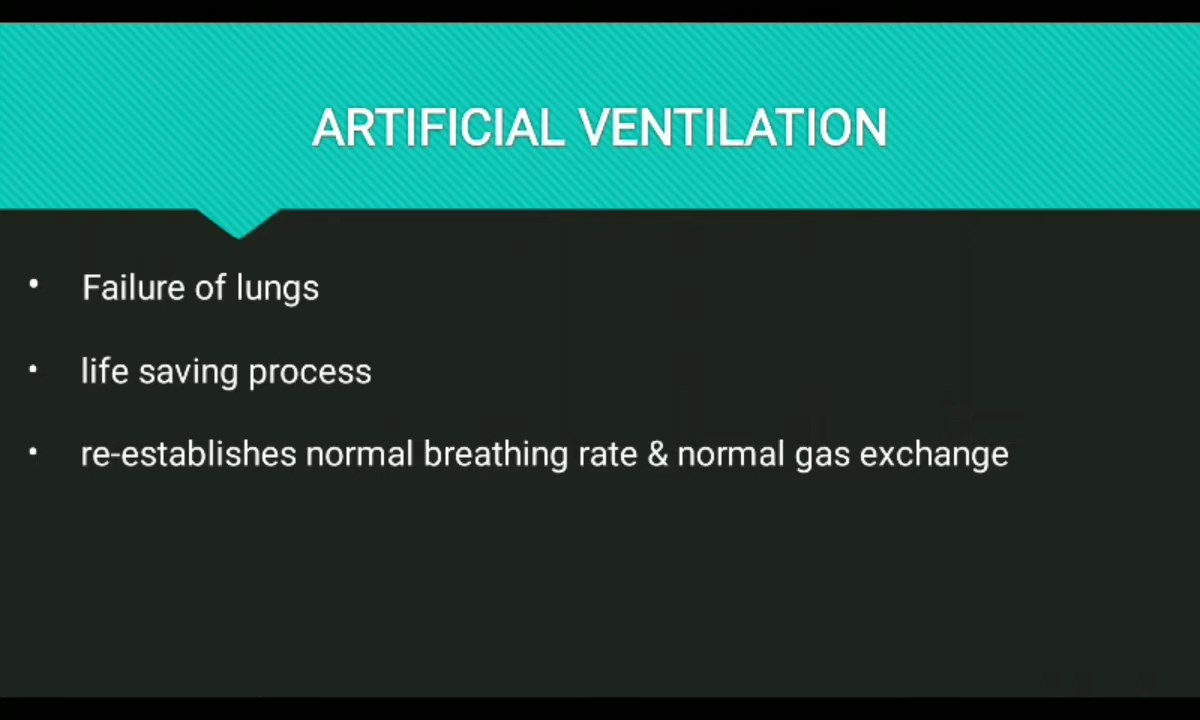 ARTIFICIAL VENTILATION
• Failure of lungs
• life saving process
• re-establishes normal breathing rate & normal gas exchange